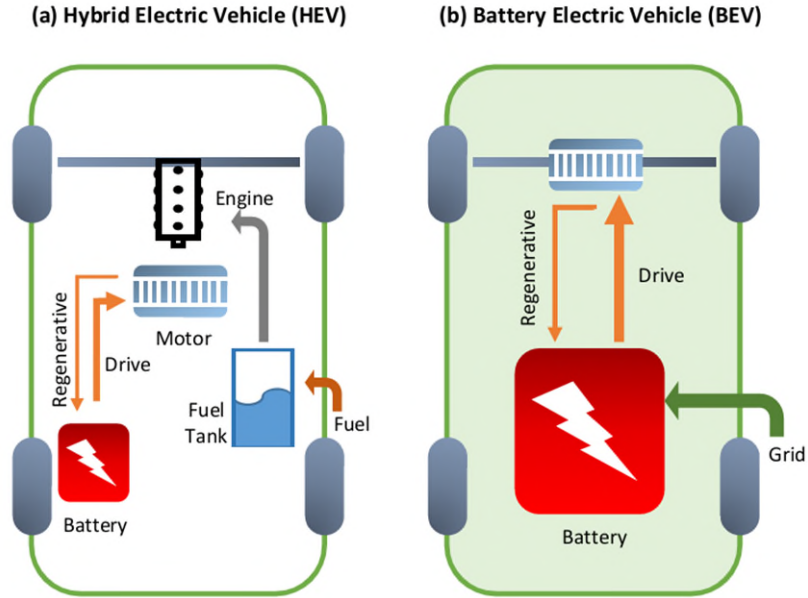 (a) Hybrid Electric Vehicle (HEV)
Engine
Regenerative
Drive
Motor
Fuel
Tank
Fuel
Battery
(b) Battery Electric Vehicle (BEV)
Regenerative
Drive
Grid
Battery